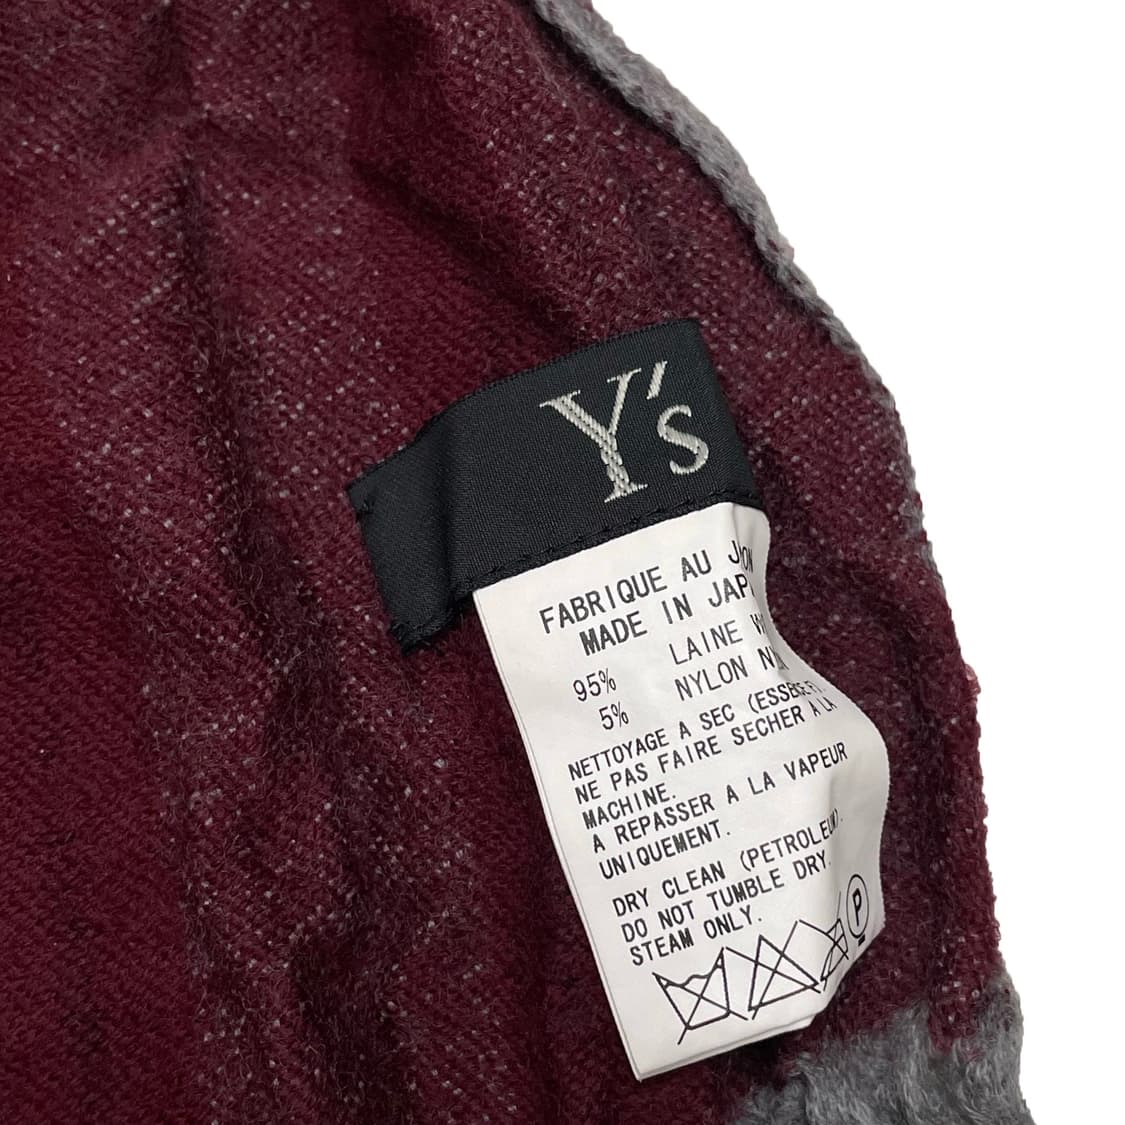 Y's
FABRIQUE AU
MADE IN
95% LAINE
5% NYLON
NETTOYAGE A SEC
NE PAS FAIRE SECHER A LA
MACHINE.
A REPASSER A LA VAPEUR
UNIQUEMENT.
DRY CLEAN (PETROLEUM).
DO NOT TUMBLE DRY.
STEAM ONLY.
P